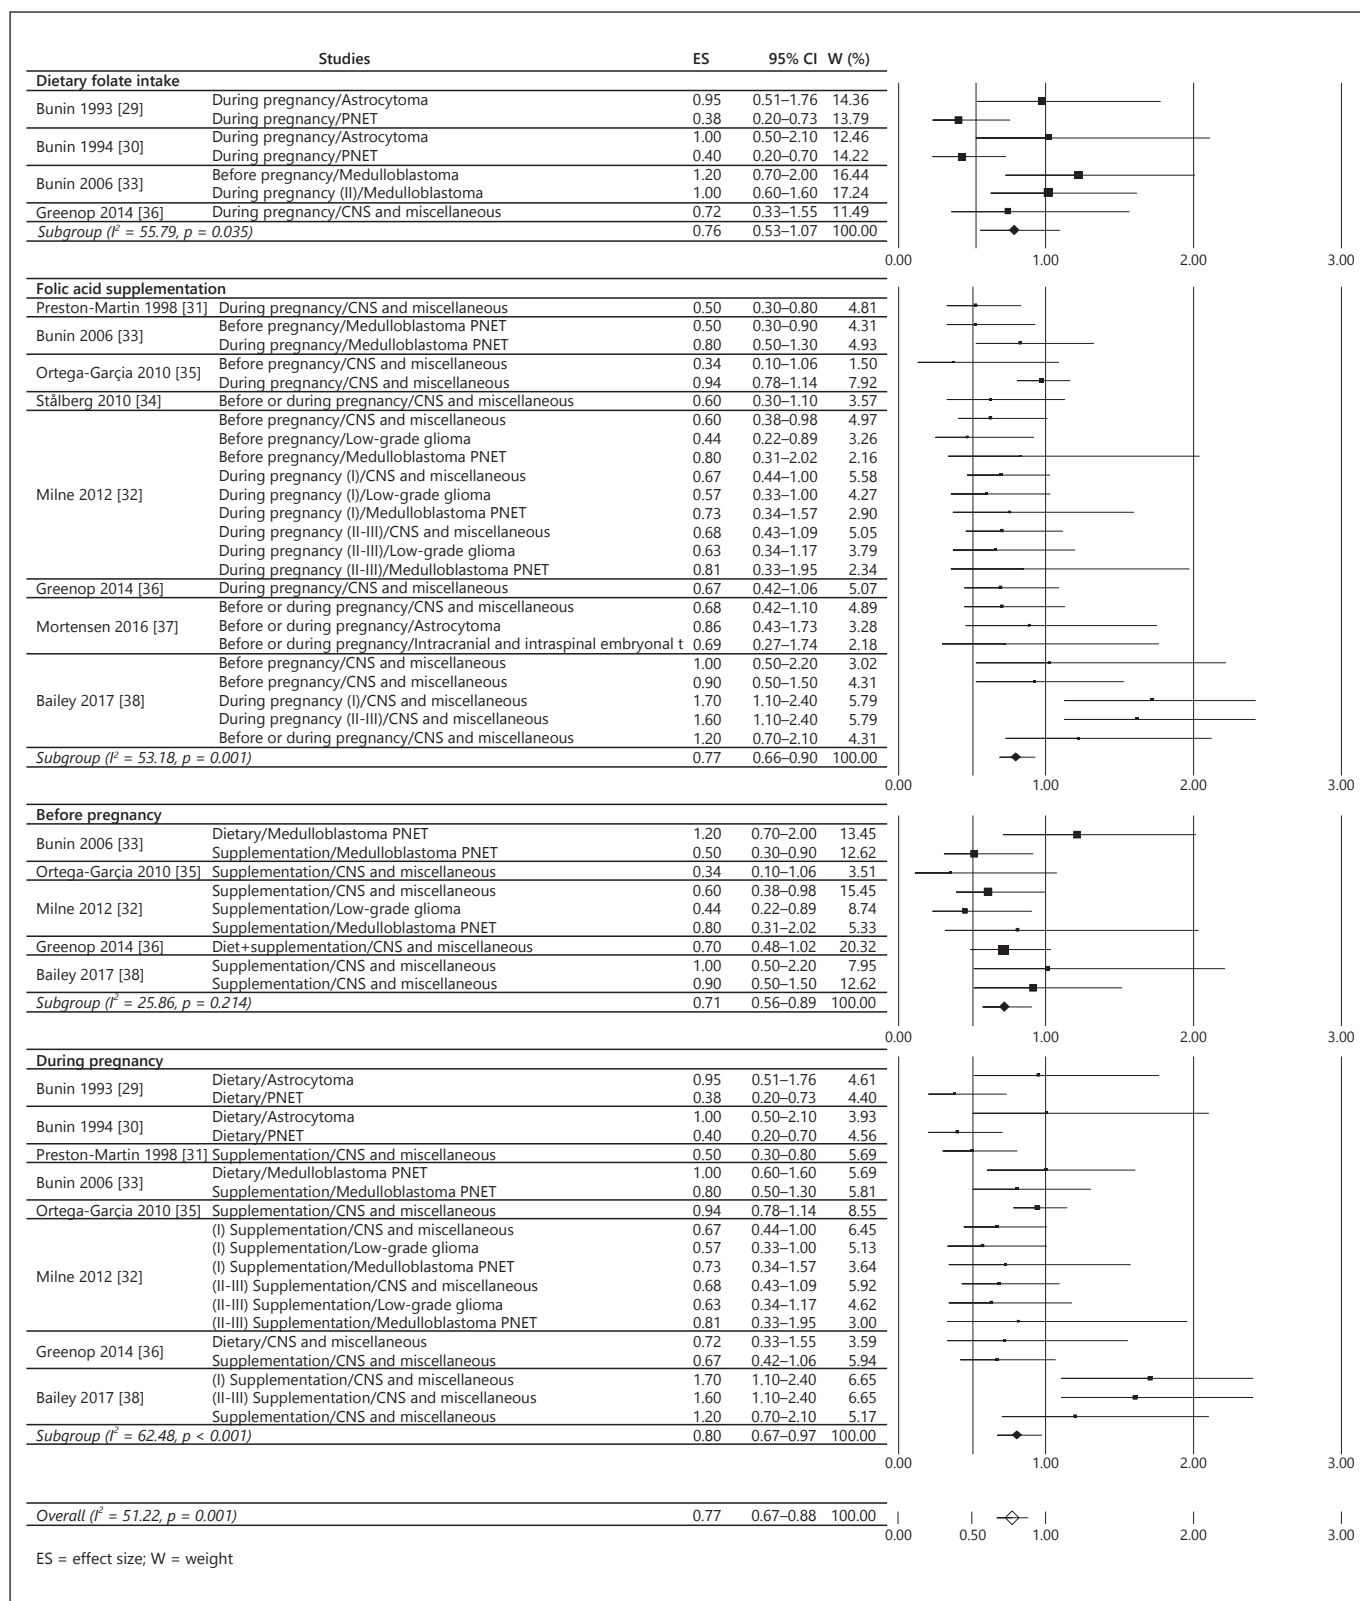 Studies ES 95% CI W (%)
Dietary folate intake
Bunin 1993 [29] During pregnancy/Astrocytoma 0.95 0.51–1.76 14.36
During pregnancy/PNET 0.38 0.20–0.73 13.79
Bunin 1994 [30] During pregnancy/Astrocytoma 1.00 0.50–2.10 12.46
During pregnancy/PNET 0.40 0.20–0.70 14.22
Bunin 2006 [33] Before pregnancy/Medulloblastoma 1.20 0.70–2.00 16.44
During pregnancy (II)/Medulloblastoma 1.00 0.60–1.60 17.24
Greenop 2014 [36] During pregnancy/CNS and miscellaneous 0.72 0.33–1.55 11.49
Subgroup (I² = 55.79, p = 0.035) 0.76 0.53–1.07 100.00
0.00 1.00 2.00 3.00
Folic acid supplementation
Preston-Martin 1998 [31] During pregnancy/CNS and miscellaneous 0.50 0.30–0.80 4.81
Bunin 2006 [33] Before pregnancy/Medulloblastoma PNET 0.50 0.30–0.90 4.31
During pregnancy/Medulloblastoma PNET 0.80 0.50–1.30 4.93
Ortega-Garçia 2010 [35] Before pregnancy/CNS and miscellaneous 0.34 0.10–1.06 1.50
During pregnancy/CNS and miscellaneous 0.94 0.78–1.14 7.92
Stålberg 2010 [34] Before or during pregnancy/CNS and miscellaneous 0.60 0.30–1.10 3.57
Milne 2012 [32] Before pregnancy/CNS and miscellaneous 0.60 0.38–0.98 4.97
Before pregnancy/Low-grade glioma 0.44 0.22–0.89 3.26
Before pregnancy/Medulloblastoma PNET 0.80 0.31–2.02 2.16
During pregnancy (I)/CNS and miscellaneous 0.67 0.44–1.00 5.58
During pregnancy (I)/Low-grade glioma 0.57 0.33–1.00 4.27
During pregnancy (I)/Medulloblastoma PNET 0.73 0.34–1.57 2.90
During pregnancy (II-III)/CNS and miscellaneous 0.68 0.43–1.09 5.05
During pregnancy (II-III)/Low-grade glioma 0.63 0.34–1.17 3.79
During pregnancy (II-III)/Medulloblastoma PNET 0.81 0.33–1.95 2.34
Greenop 2014 [36] During pregnancy/CNS and miscellaneous 0.67 0.42–1.06 5.07
Mortensen 2016 [37] Before or during pregnancy/CNS and miscellaneous 0.68 0.42–1.10 4.89
Before or during pregnancy/Astrocytoma 0.86 0.43–1.73 3.28
Before or during pregnancy/Intracranial and intraspinal embryonal t 0.69 0.27–1.74 2.18
Bailey 2017 [38] Before pregnancy/CNS and miscellaneous 1.00 0.50–2.20 3.02
Before pregnancy/CNS and miscellaneous 0.90 0.50–1.50 4.31
During pregnancy (I)/CNS and miscellaneous 1.70 1.10–2.40 5.79
During pregnancy (II-III)/CNS and miscellaneous 1.60 1.10–2.40 5.79
Before or during pregnancy/CNS and miscellaneous 1.20 0.70–2.10 4.31
Subgroup (I² = 53.18, p = 0.001) 0.77 0.66–0.90 100.00
0.00 1.00 2.00 3.00
Before pregnancy
Bunin 2006 [33] Dietary/Medulloblastoma PNET 1.20 0.70–2.00 13.45
Supplementation/Medulloblastoma PNET 0.50 0.30–0.90 12.62
Ortega-Garçia 2010 [35] Supplementation/CNS and miscellaneous 0.34 0.10–1.06 3.51
Milne 2012 [32] Supplementation/CNS and miscellaneous 0.60 0.38–0.98 15.45
Supplementation/Low-grade glioma 0.44 0.22–0.89 8.74
Supplementation/Medulloblastoma PNET 0.80 0.31–2.02 5.33
Greenop 2014 [36] Diet+supplementation/CNS and miscellaneous 0.70 0.48–1.02 20.32
Bailey 2017 [38] Supplementation/CNS and miscellaneous 1.00 0.50–2.20 7.95
Supplementation/CNS and miscellaneous 0.90 0.50–1.50 12.62
Subgroup (I² = 25.86, p = 0.214) 0.71 0.56–0.89 100.00
0.00 1.00 2.00 3.00
During pregnancy
Bunin 1993 [29] Dietary/Astrocytoma 0.95 0.51–1.76 4.61
Dietary/PNET 0.38 0.20–0.73 4.40
Bunin 1994 [30] Dietary/Astrocytoma 1.00 0.50–2.10 3.93
Dietary/PNET 0.40 0.20–0.70 4.56
Preston-Martin 1998 [31] Supplementation/CNS and miscellaneous 0.50 0.30–0.80 5.69
Bunin 2006 [33] Dietary/Medulloblastoma PNET 1.00 0.60–1.60 5.69
Supplementation/Medulloblastoma PNET 0.80 0.50–1.30 5.81
Ortega-Garçia 2010 [35] Supplementation/CNS and miscellaneous 0.94 0.78–1.14 8.55
Milne 2012 [32] (I) Supplementation/CNS and miscellaneous 0.67 0.44–1.00 6.45
(I) Supplementation/Low-grade glioma 0.57 0.33–1.00 5.13
(I) Supplementation/Medulloblastoma PNET 0.73 0.34–1.57 3.64
(II-III) Supplementation/CNS and miscellaneous 0.68 0.43–1.09 5.92
(II-III) Supplementation/Low-grade glioma 0.63 0.34–1.17 4.62
(II-III) Supplementation/Medulloblastoma PNET 0.81 0.33–1.95 3.00
Greenop 2014 [36] Dietary/CNS and miscellaneous 0.72 0.33–1.55 3.59
Supplementation/CNS and miscellaneous 0.67 0.42–1.06 5.94
Bailey 2017 [38] (I) Supplementation/CNS and miscellaneous 1.70 1.10–2.40 6.65
(II-III) Supplementation/CNS and miscellaneous 1.60 1.10–2.40 6.65
Supplementation/CNS and miscellaneous 1.20 0.70–2.10 5.17
Subgroup (I² = 62.48, p < 0.001) 0.80 0.67–0.97 100.00
0.00 1.00 2.00 3.00
Overall (I² = 51.22, p = 0.001) 0.77 0.67–0.88 100.00
0.00 0.50 1.00 2.00 3.00
ES = effect size; W = weight